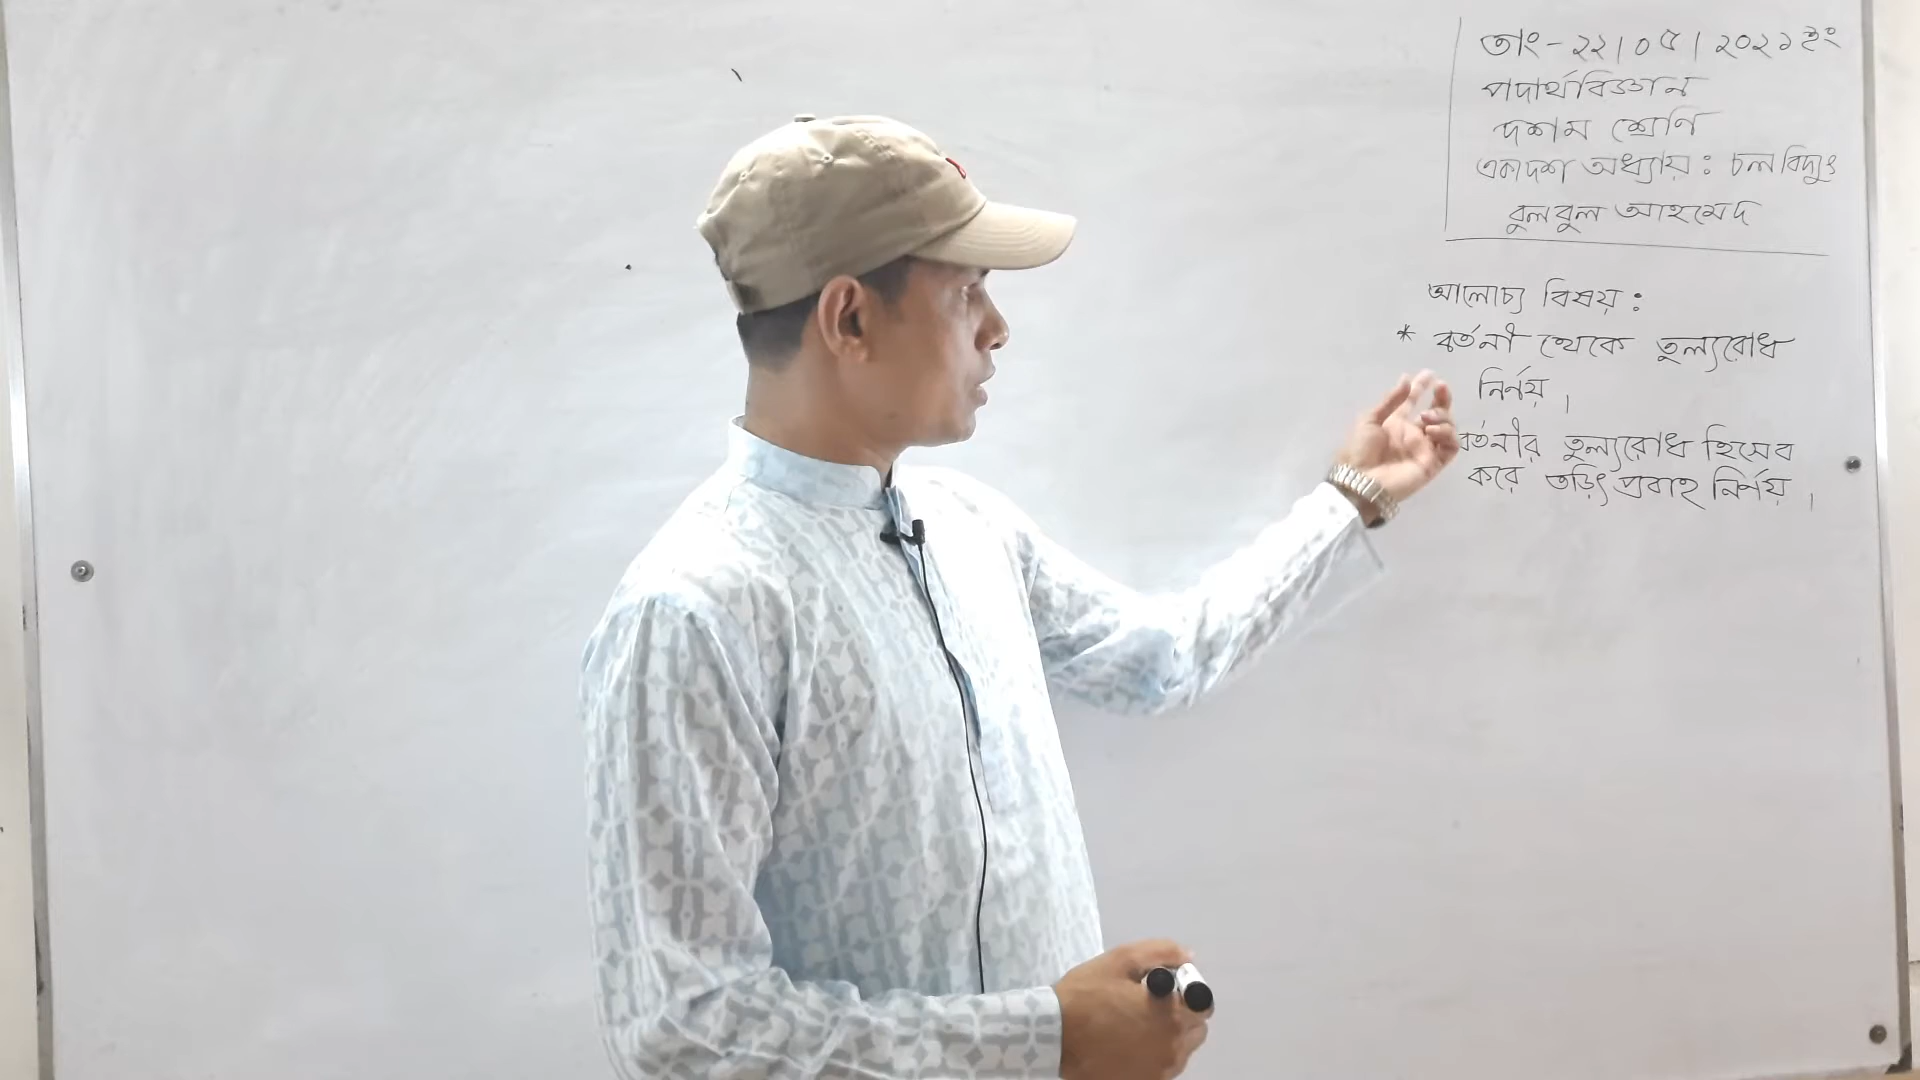 তাং-২২।০৫।২০২১ইং
পদার্থবিজ্ঞান
দশম শ্রেণি
একাদশ অধ্যায়ঃ চল বিদ্যুৎ
বুলবুল আহমেদ
আলোচ্য বিষয়ঃ
* বর্তনী থেকে তুল্যরোধ
নির্ণয়।
বর্তনীর তুল্যরোধ হিসেব
করে তড়িৎ প্রবাহ নির্ণয়।